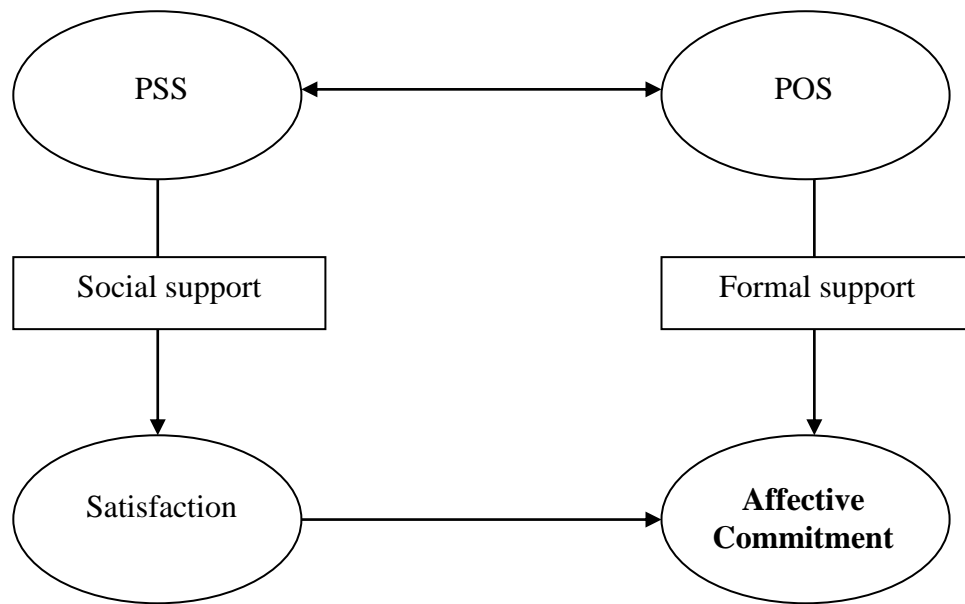 PSS
POS
Social support
Formal support
Satisfaction
Affective
Commitment